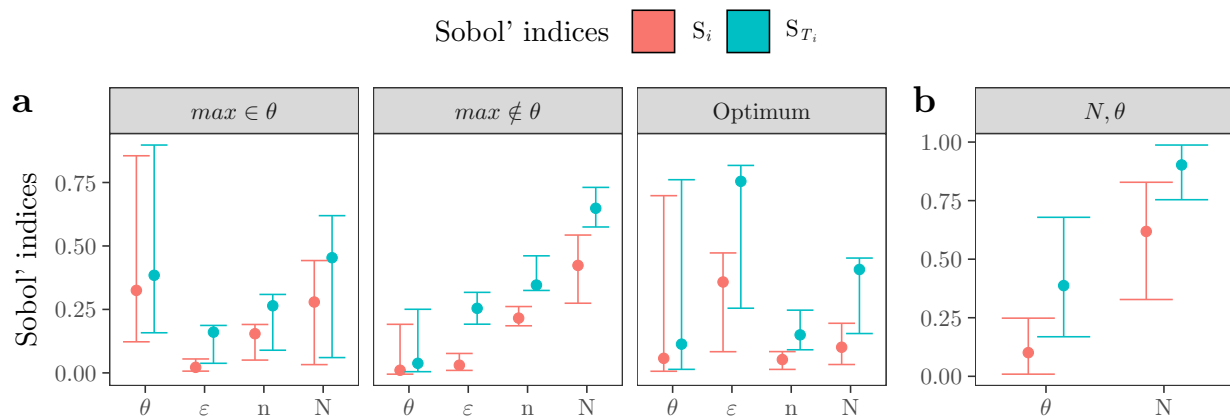 Sobol' indices S_i S_{T_i}
a b
max ∈ θ max ∉ θ Optimum N, θ
Sobol' indices
0.75
0.50
0.25
0.00
1.00
0.75
0.50
0.25
0.00
θ ε n N θ ε n N θ ε n N θ N